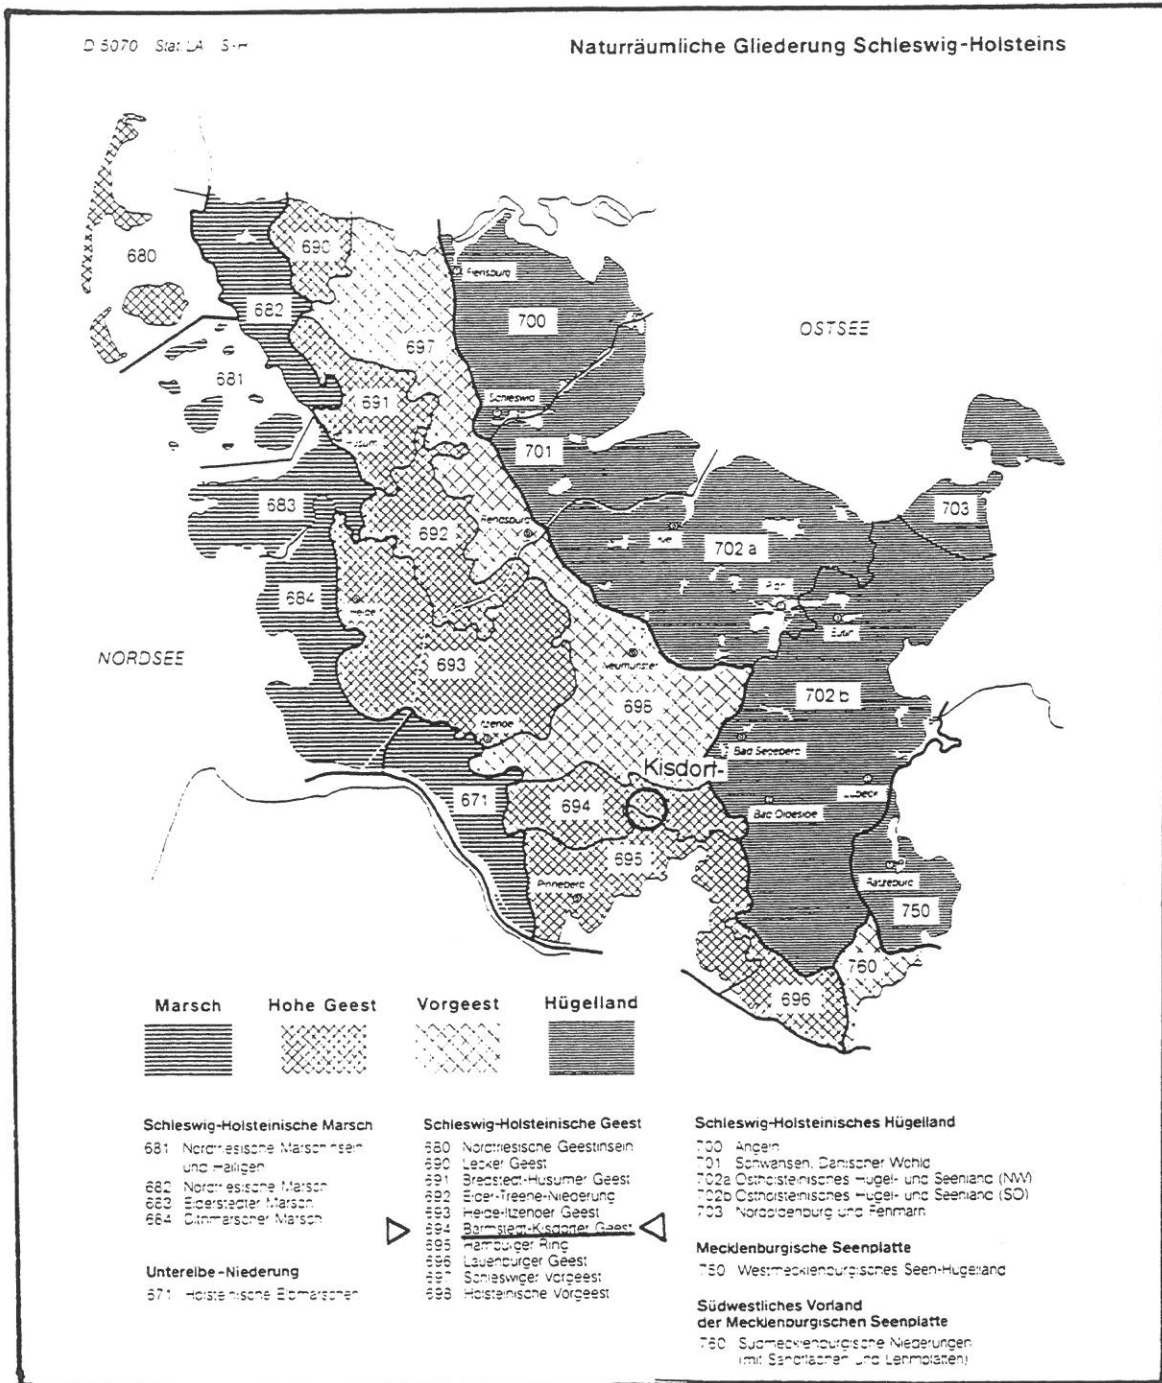 D 5070 Stat. LA S-H
Naturräumliche Gliederung Schleswig-Holsteins
680
690
682
697
681
691
Flensburg
700
OSTSEE
Schleswig
701
683
692
Rendsburg
703
702 a
684
Heide
Plön
Eutin
NORDSEE
693
Neumünster
698
702 b
Itzehoe
Bad Segeberg
Kisdorf-
671
694
Lübeck
Bad Oldesloe
695
Pinneberg
Ratzeburg
750
760
696
Marsch
Hohe Geest
Vorgeest
Hügelland
Schleswig-Holsteinische Marsch
681 Nordfriesische Marschinseln
und Halligen
682 Nordfriesische Marsch
683 Eiderstedter Marsch
684 Dithmarscher Marsch
Unterelbe-Niederung
671 Holsteinische Elbmarschen
Schleswig-Holsteinische Geest
680 Nordfriesische Geestinseln
690 Lecker Geest
691 Bredstedt-Husumer Geest
692 Eider-Treene-Niederung
693 Heide-Itzehoer Geest
694 Barmstedt-Kisdorfer Geest
695 Hamburger Ring
696 Lauenburger Geest
697 Schleswiger Vorgeest
698 Holsteinische Vorgeest
Schleswig-Holsteinisches Hügelland
700 Angeln
701 Schwansen, Dänischer Wohld
702a Ostholsteinisches Hügel- und Seenland (NW)
702b Ostholsteinisches Hügel- und Seenland (SO)
703 Nordoldenburg und Fehmarn
Mecklenburgische Seenplatte
750 Westmecklenburgisches Seen-Hügelland
Südwestliches Vorland
der Mecklenburgischen Seenplatte
760 Südmecklenburgische Niederungen
(mit Sandflächen und Lehmplatten)